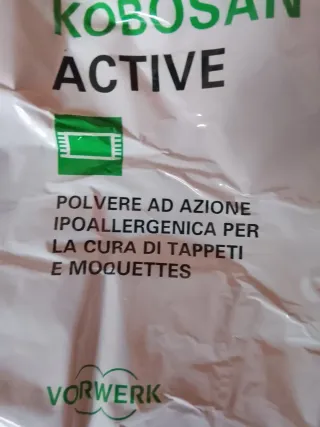 KOBOSAN
ACTIVE
POLVERE AD AZIONE
IPOALLERGENICA PER
LA CURA DI TAPPETI
E MOQUETTES
VORWERK